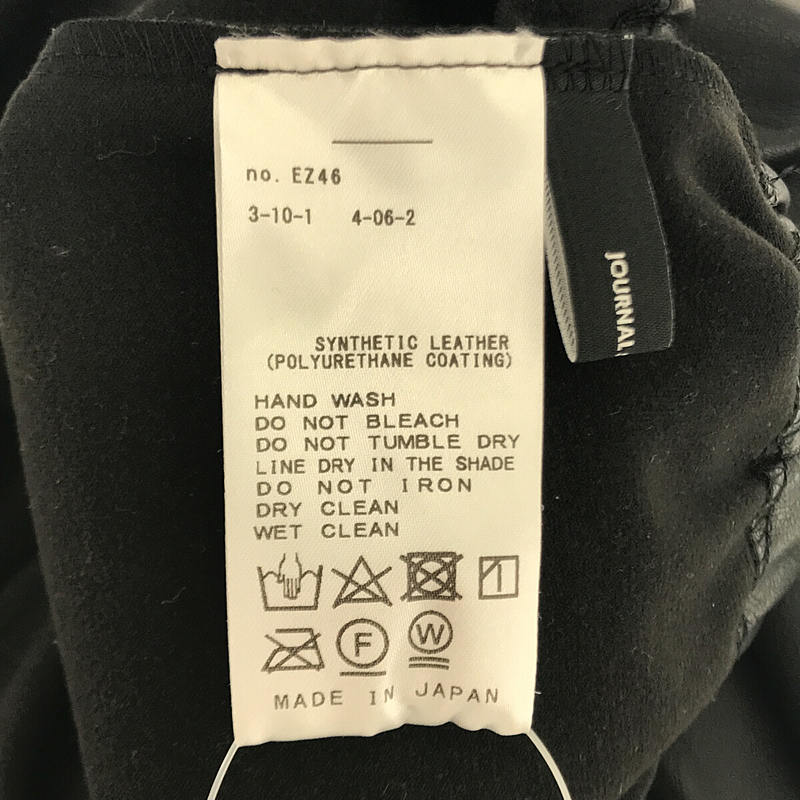 no. EZ46
3-10-1 4-06-2
SYNTHETIC LEATHER
(POLYURETHANE COATING)
HAND WASH
DO NOT BLEACH
DO NOT TUMBLE DRY
LINE DRY IN THE SHADE
DO NOT IRON
DRY CLEAN
WET CLEAN
F
W
MADE IN JAPAN
JOURNAL